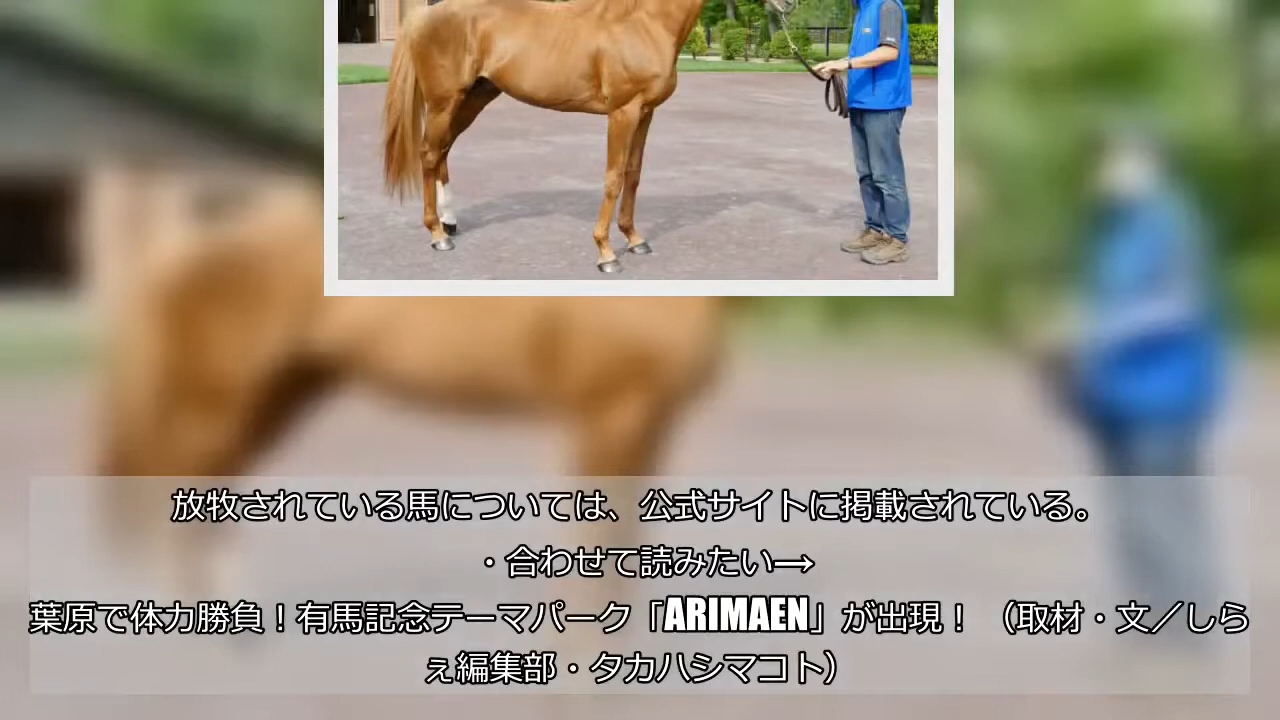 放牧されている馬については、公式サイトに掲載されている。
・合わせて読みたい→
葉原で体力勝負！有馬記念テーマパーク「ARIMAEN」が出現！ （取材・文／しら
ぇ編集部・タカハシマコト）